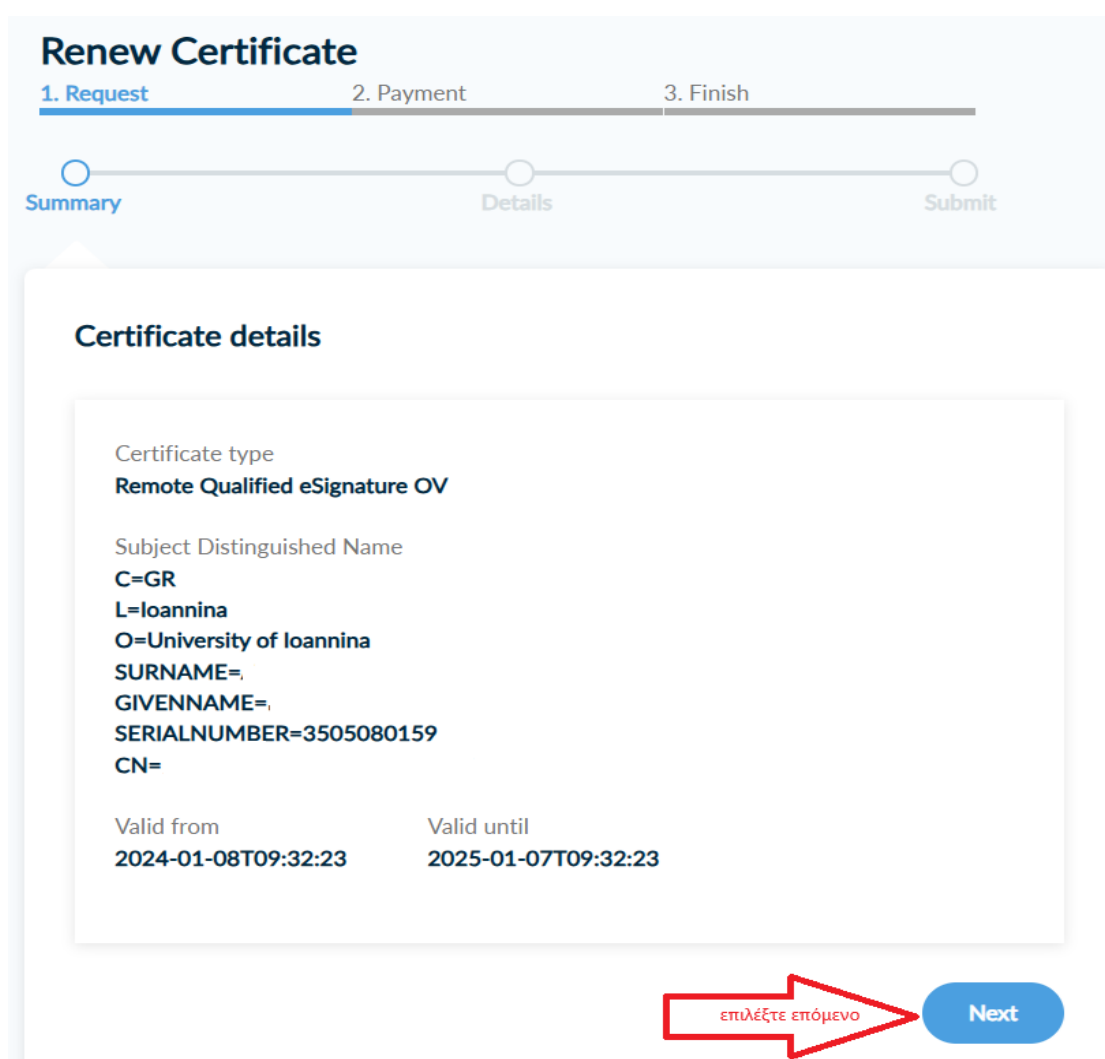 Renew Certificate
1. Request 2. Payment 3. Finish
Summary Details Submit
Certificate details
Certificate type
Remote Qualified eSignature OV
Subject Distinguished Name
C=GR
L=Ioannina
O=University of Ioannina
SURNAME=
GIVENNAME=
SERIALNUMBER=3505080159
CN=
Valid from Valid until
2024-01-08T09:32:23 2025-01-07T09:32:23
επιλέξτε επόμενο Next